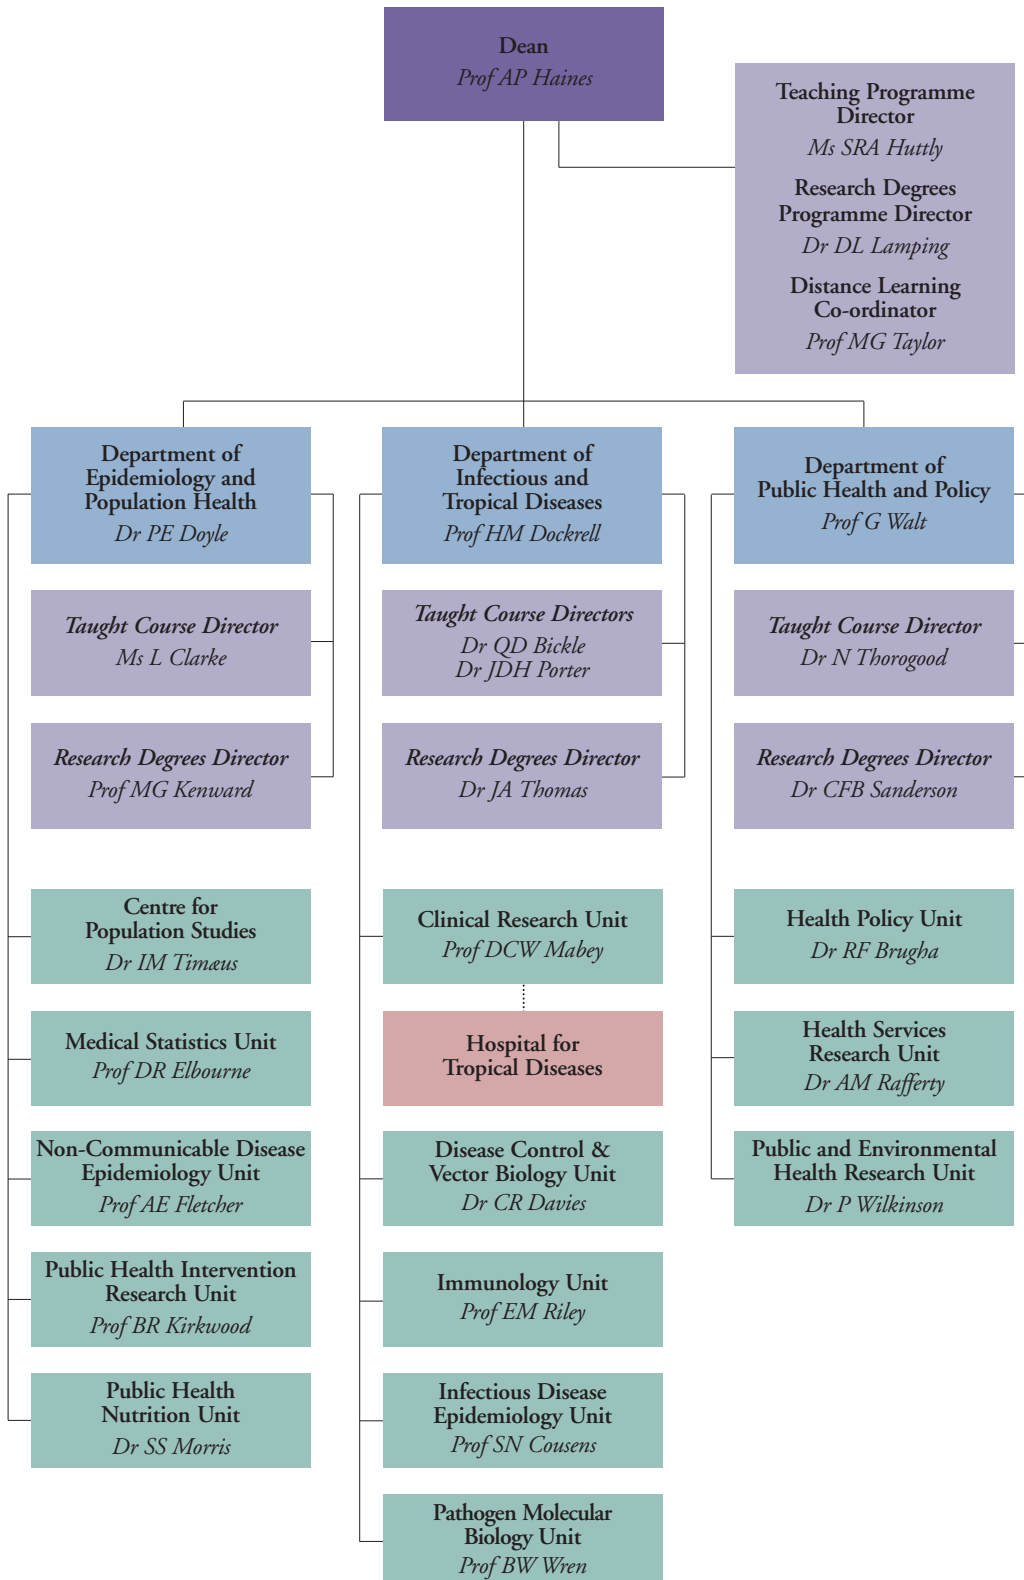 Dean
Prof AP Haines
Teaching Programme
Director
Ms SRA Huttly
Research Degrees
Programme Director
Dr DL Lamping
Distance Learning
Co-ordinator
Prof MG Taylor
Department of
Epidemiology and
Population Health
Dr PE Doyle
Taught Course Director
Ms L Clarke
Research Degrees Director
Prof MG Kenward
Centre for
Population Studies
Dr IM Timæus
Medical Statistics Unit
Prof DR Elbourne
Non-Communicable Disease
Epidemiology Unit
Prof AE Fletcher
Public Health Intervention
Research Unit
Prof BR Kirkwood
Public Health
Nutrition Unit
Dr SS Morris
Department of
Infectious and
Tropical Diseases
Prof HM Dockrell
Taught Course Directors
Dr QD Bickle
Dr JDH Porter
Research Degrees Director
Dr JA Thomas
Clinical Research Unit
Prof DCW Mabey
Hospital for
Tropical Diseases
Disease Control &
Vector Biology Unit
Dr CR Davies
Immunology Unit
Prof EM Riley
Infectious Disease
Epidemiology Unit
Prof SN Cousens
Pathogen Molecular
Biology Unit
Prof BW Wren
Department of
Public Health and Policy
Prof G Walt
Taught Course Director
Dr N Thorogood
Research Degrees Director
Dr CFB Sanderson
Health Policy Unit
Dr RF Brugha
Health Services
Research Unit
Dr AM Rafferty
Public and Environmental
Health Research Unit
Dr P Wilkinson